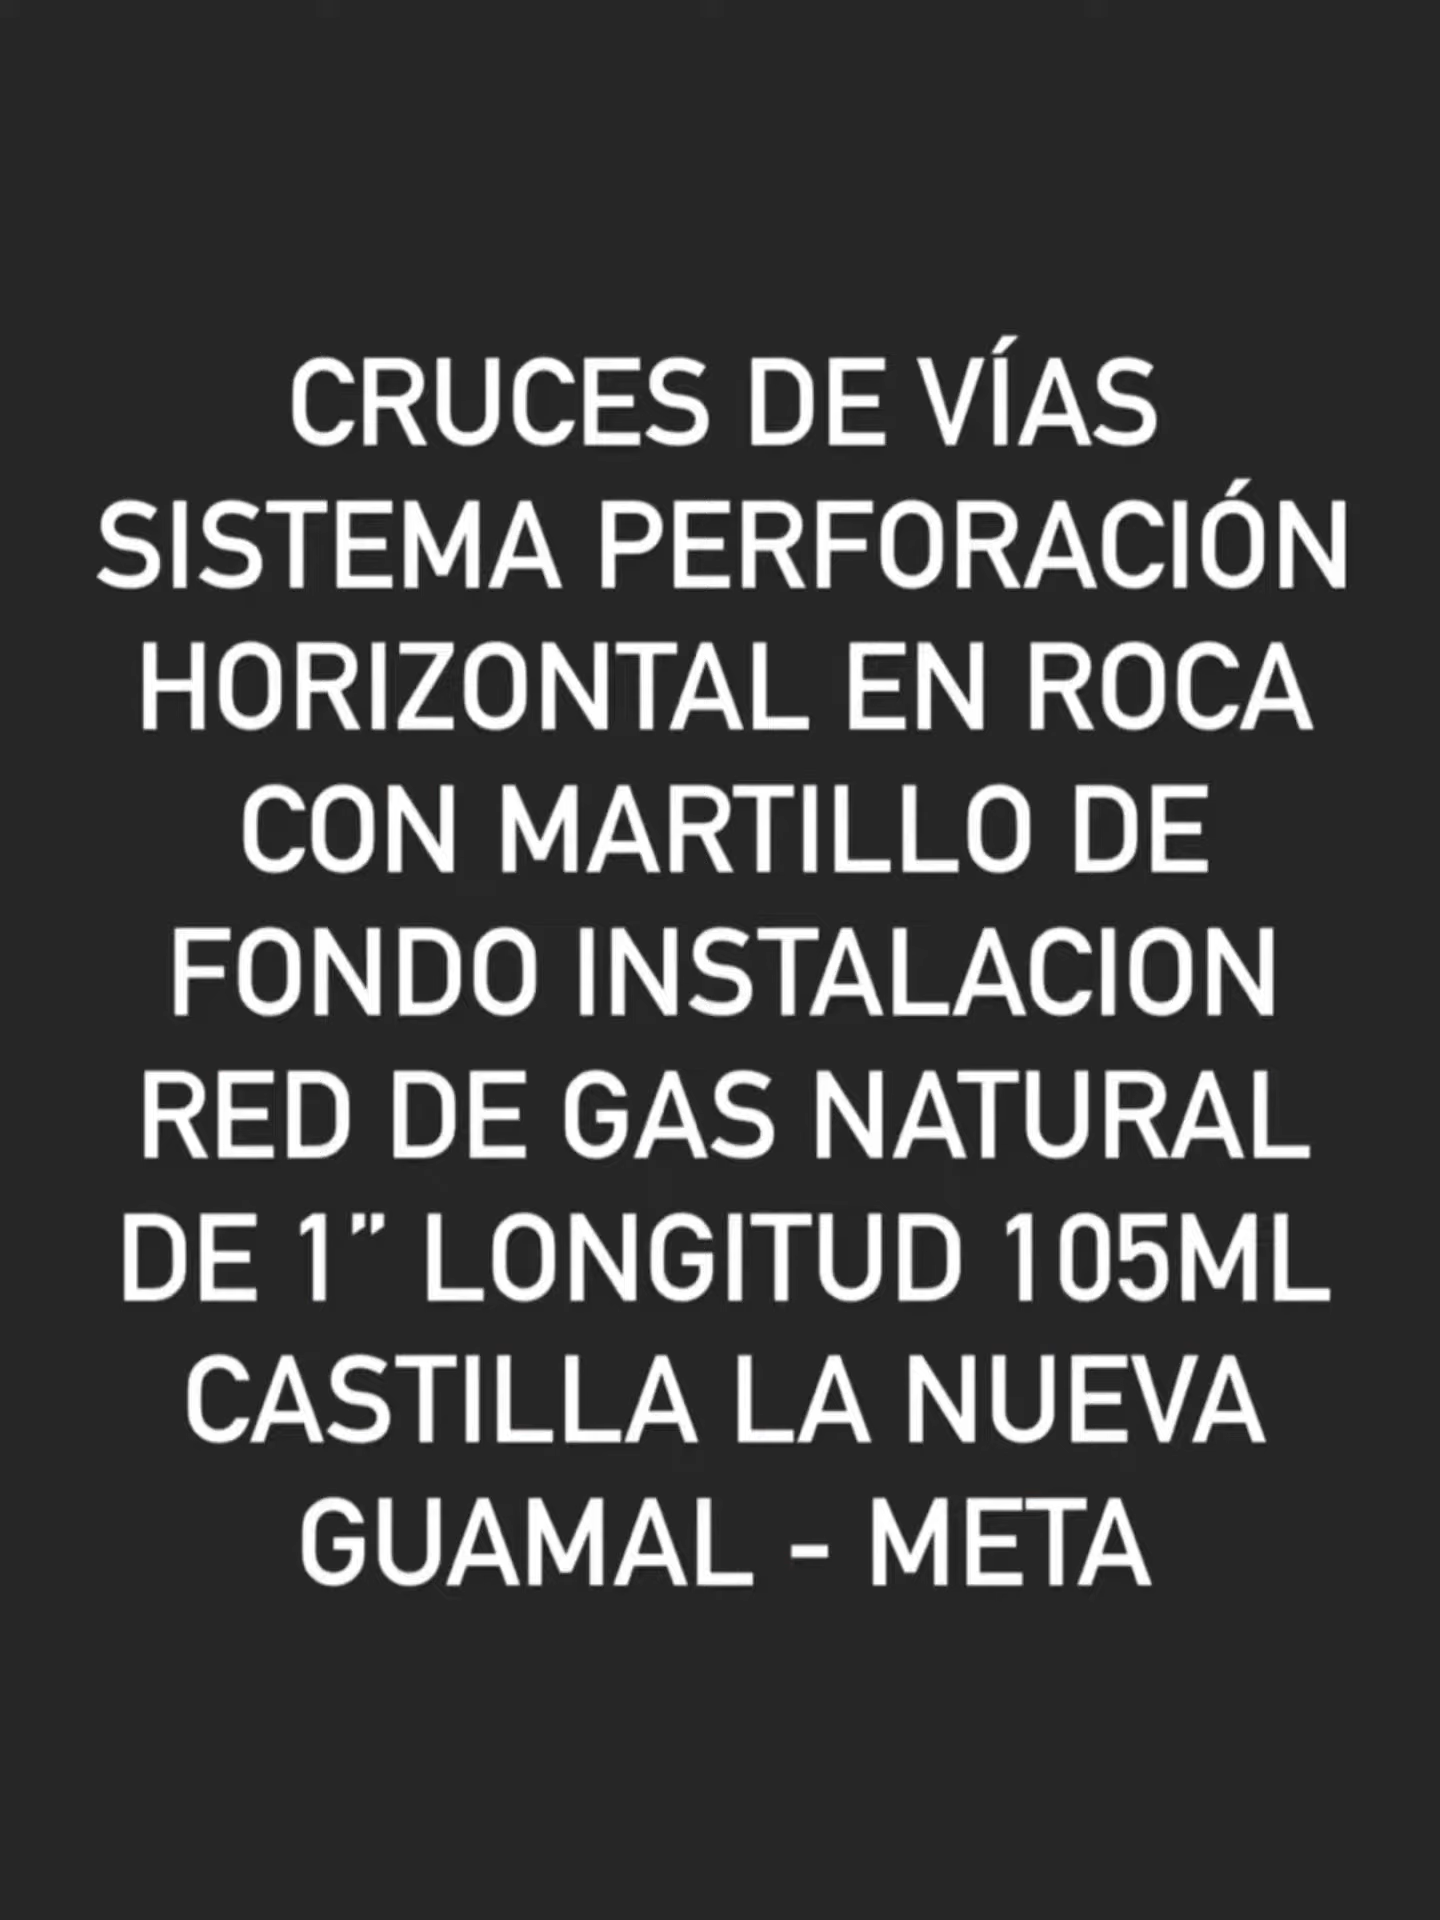 CRUCES DE VÍAS
SISTEMA PERFORACIÓN
HORIZONTAL EN ROCA
CON MARTILLO DE
FONDO INSTALACION
RED DE GAS NATURAL
DE 1” LONGITUD 105ML
CASTILLA LA NUEVA
GUAMAL - META